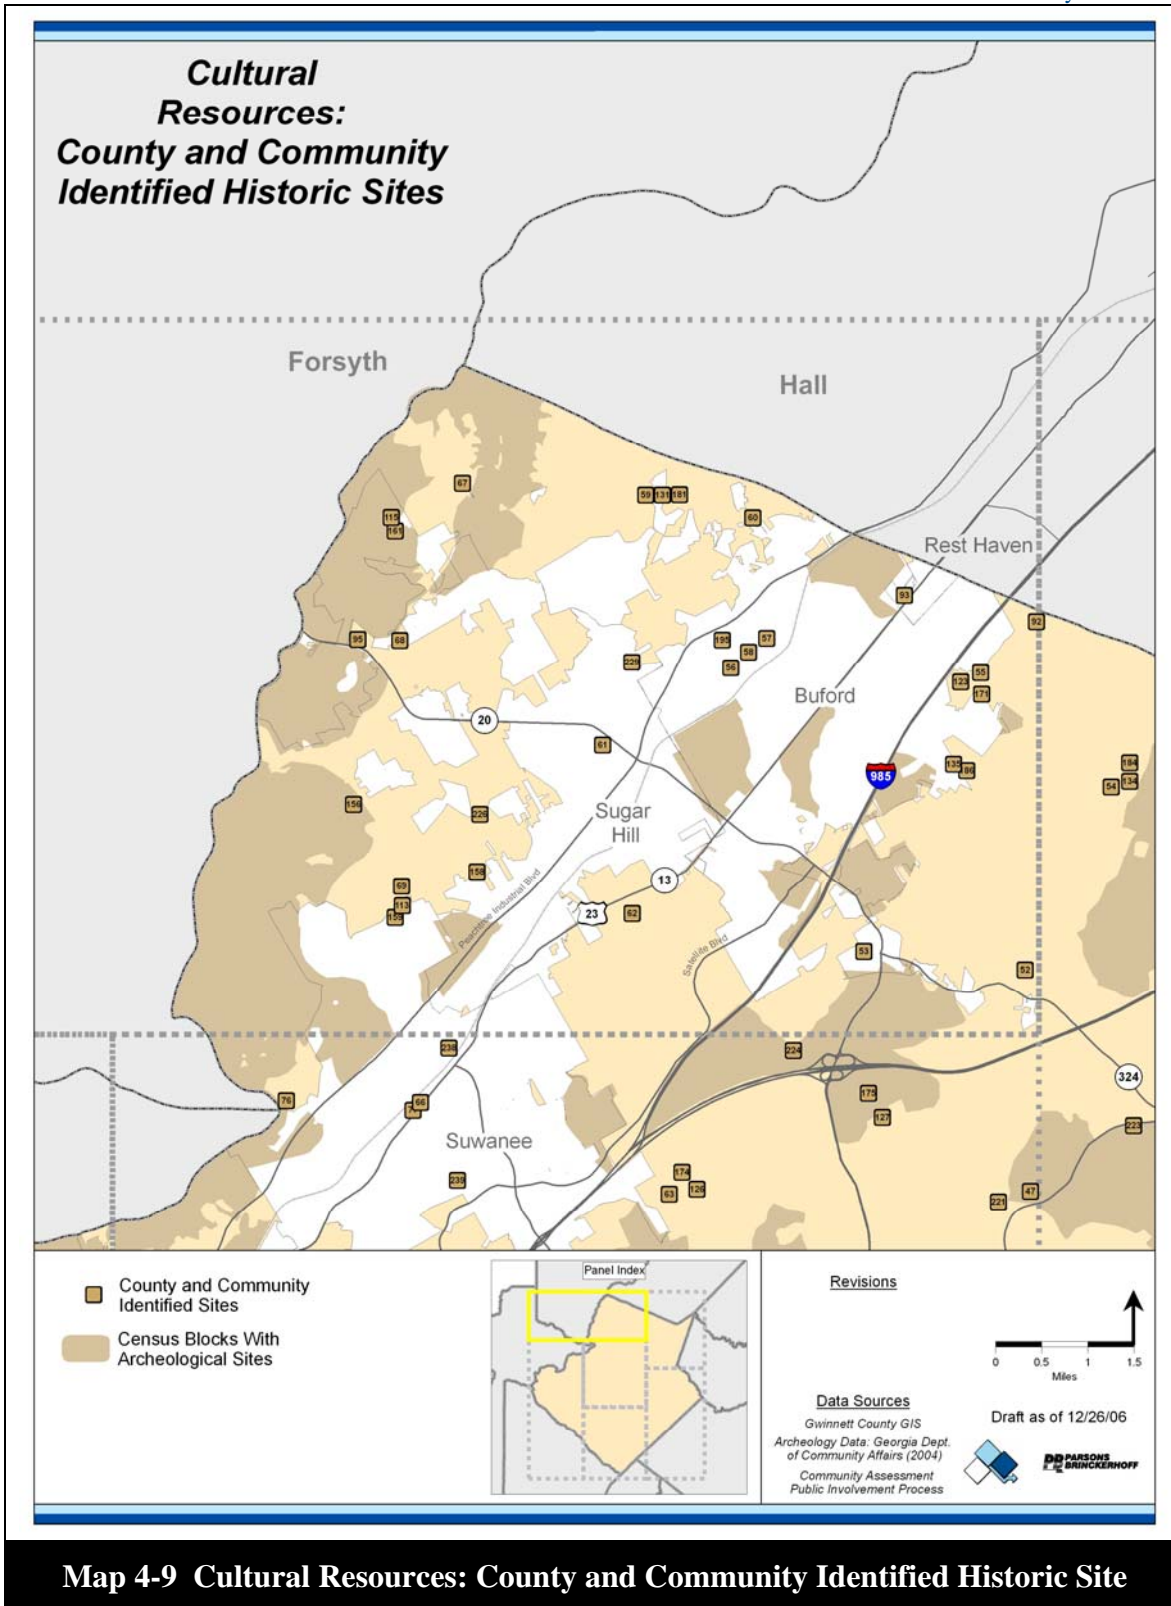 Cultural
Resources:
County and Community
Identified Historic Sites
Forsyth
Hall
67
59
131
181
115
161
60
Rest Haven
93
92
95
68
195
57
58
56
229
55
123
171
Buford
20
61
985
135
184
134
54
156
226
Sugar
Hill
158
13
69
113
159
23
62
Peachtree Industrial Blvd
Satellite Blvd
53
52
238
224
324
76
66
175
127
223
Suwanee
239
174
63
126
47
221
County and Community
Identified Sites
Census Blocks With
Archeological Sites
Panel Index
Revisions
0 0.5 1 1.5
Miles
Data Sources
Gwinnett County GIS
Archeology Data: Georgia Dept.
of Community Affairs (2004)
Community Assessment
Public Involvement Process
Draft as of 12/26/06
PARSONS
BRINCKERHOFF
Map 4-9 Cultural Resources: County and Community Identified Historic Site